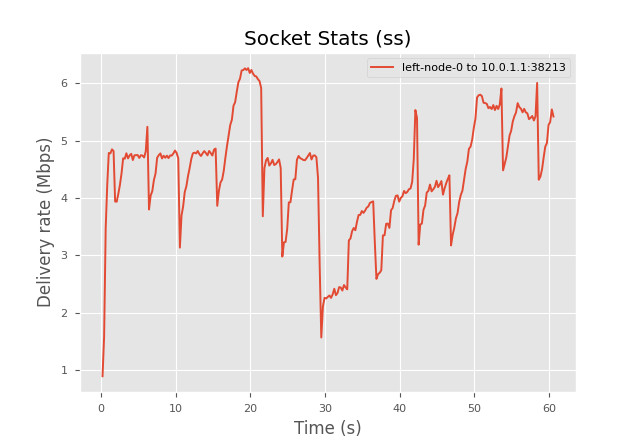 Socket Stats (ss)
left-node-0 to 10.0.1.1:38213
Delivery rate (Mbps)
6
5
4
3
2
1
0 10 20 30 40 50 60
Time (s)